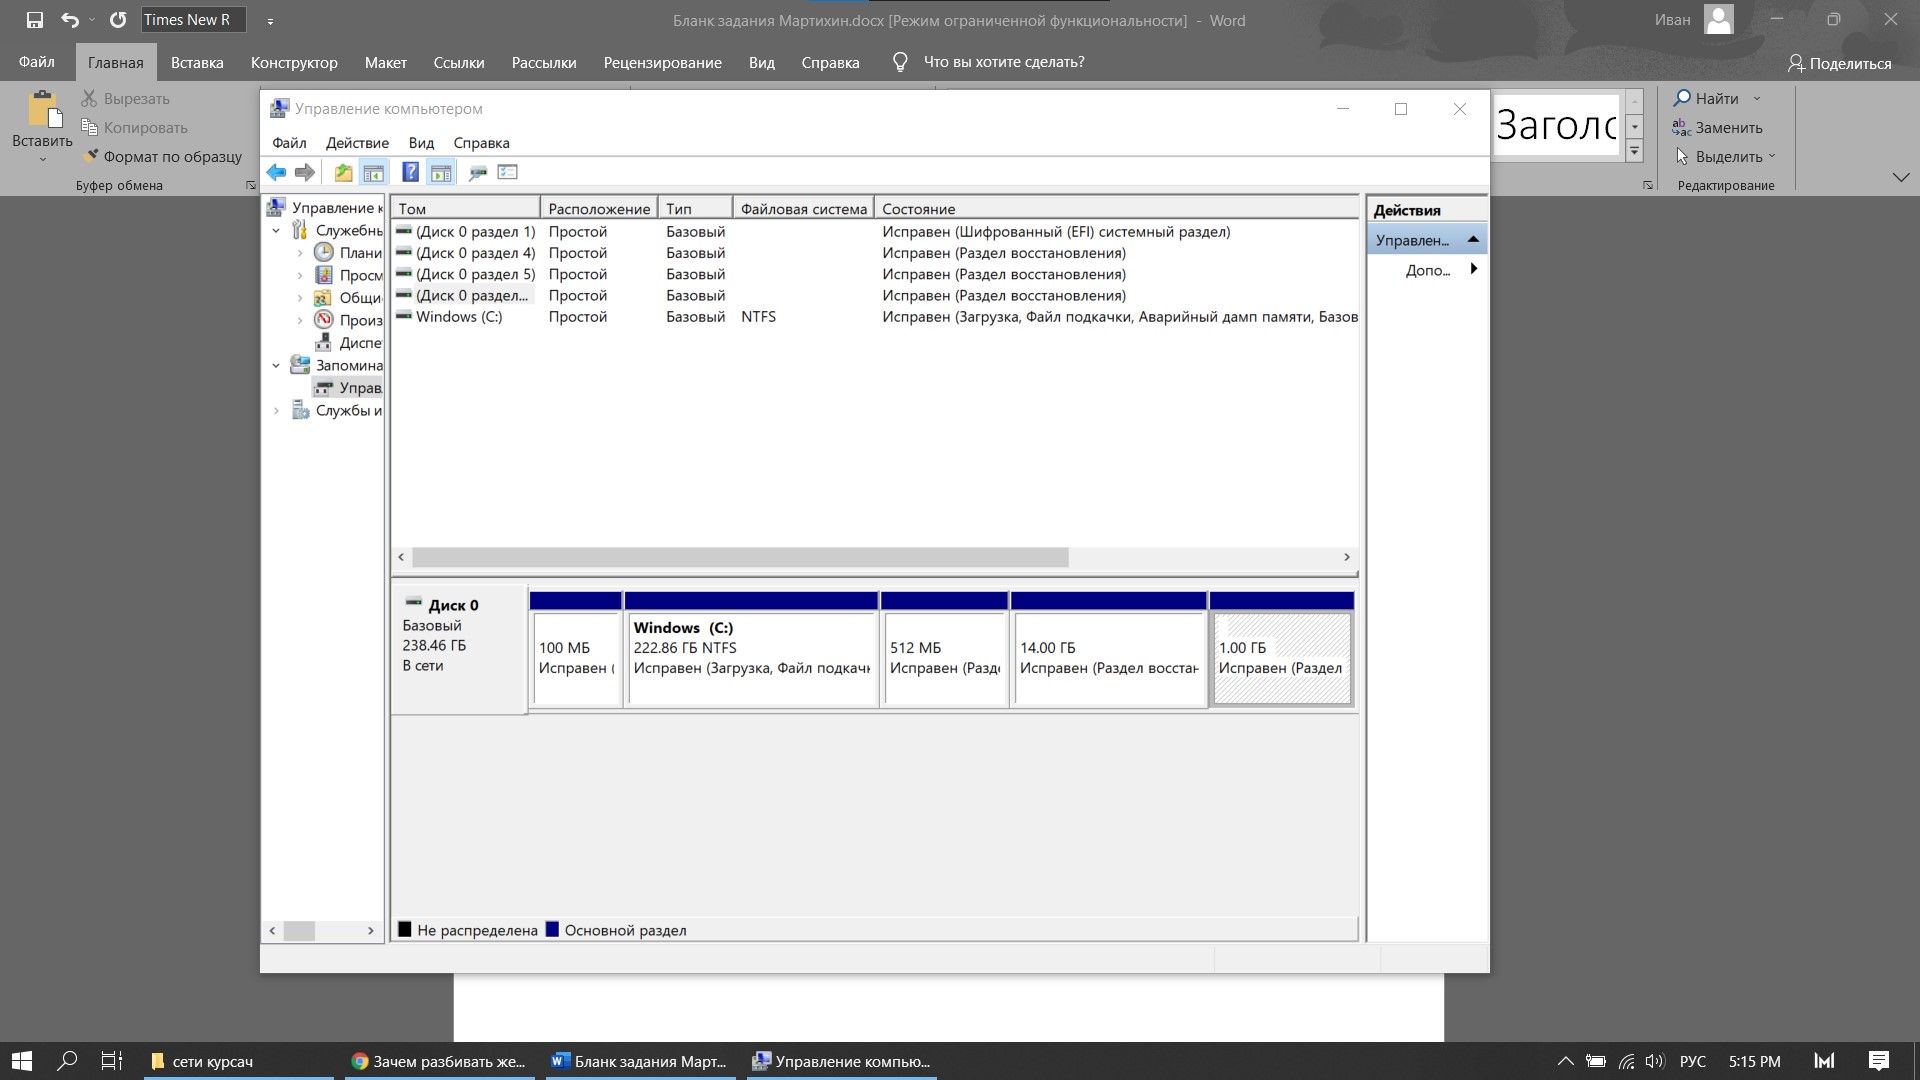 Times New R
Бланк задания Мартихин.docx [Режим ограниченной функциональности] - Word
Иван
Файл Главная Вставка Конструктор Макет Ссылки Рассылки Рецензирование Вид Справка Что вы хотите сделать? Поделиться
Вставить
Вырезать
Копировать
Формат по образцу
Буфер обмена
Заголо
Найти
Заменить
Выделить
Редактирование
Управление компьютером
Файл Действие Вид Справка
Управление к
Служебнь
Плани
Просм
Общи
Произ
Диспе
Запомина
Управ
Службы и
Том Расположение Тип Файловая система Состояние
(Диск 0 раздел 1) Простой Базовый Исправен (Шифрованный (EFI) системный раздел)
(Диск 0 раздел 4) Простой Базовый Исправен (Раздел восстановления)
(Диск 0 раздел 5) Простой Базовый Исправен (Раздел восстановления)
(Диск 0 раздел... Простой Базовый Исправен (Раздел восстановления)
Windows (C:) Простой Базовый NTFS Исправен (Загрузка, Файл подкачки, Аварийный дамп памяти, Базов
Действия
Управлен...
Допо...
Диск 0
Базовый
238.46 ГБ
В сети
100 МБ
Исправен (
Windows (C:)
222.86 ГБ NTFS
Исправен (Загрузка, Файл подкачк
512 МБ
Исправен (Разде
14.00 ГБ
Исправен (Раздел восстан
1.00 ГБ
Исправен (Раздел
Не распределена Основной раздел
сети курсач
Зачем разбивать же...
Бланк задания Март...
Управление компью...
РУС
5:15 PM